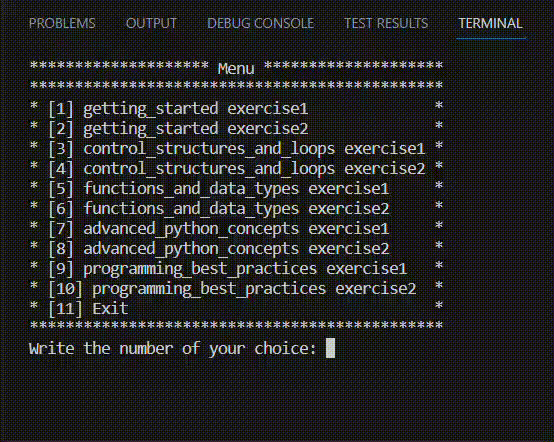 PROBLEMS OUTPUT DEBUG CONSOLE TEST RESULTS TERMINAL
******************** Menu ********************
**********************************************
* [1] getting_started exercise1              *
* [2] getting_started exercise2              *
* [3] control_structures_and_loops exercise1 *
* [4] control_structures_and_loops exercise2 *
* [5] functions_and_data_types exercise1     *
* [6] functions_and_data_types exercise2     *
* [7] advanced_python_concepts exercise1     *
* [8] advanced_python_concepts exercise2     *
* [9] programming_best_practices exercise1   *
* [10] programming_best_practices exercise2  *
* [11] Exit                                  *
**********************************************
Write the number of your choice: